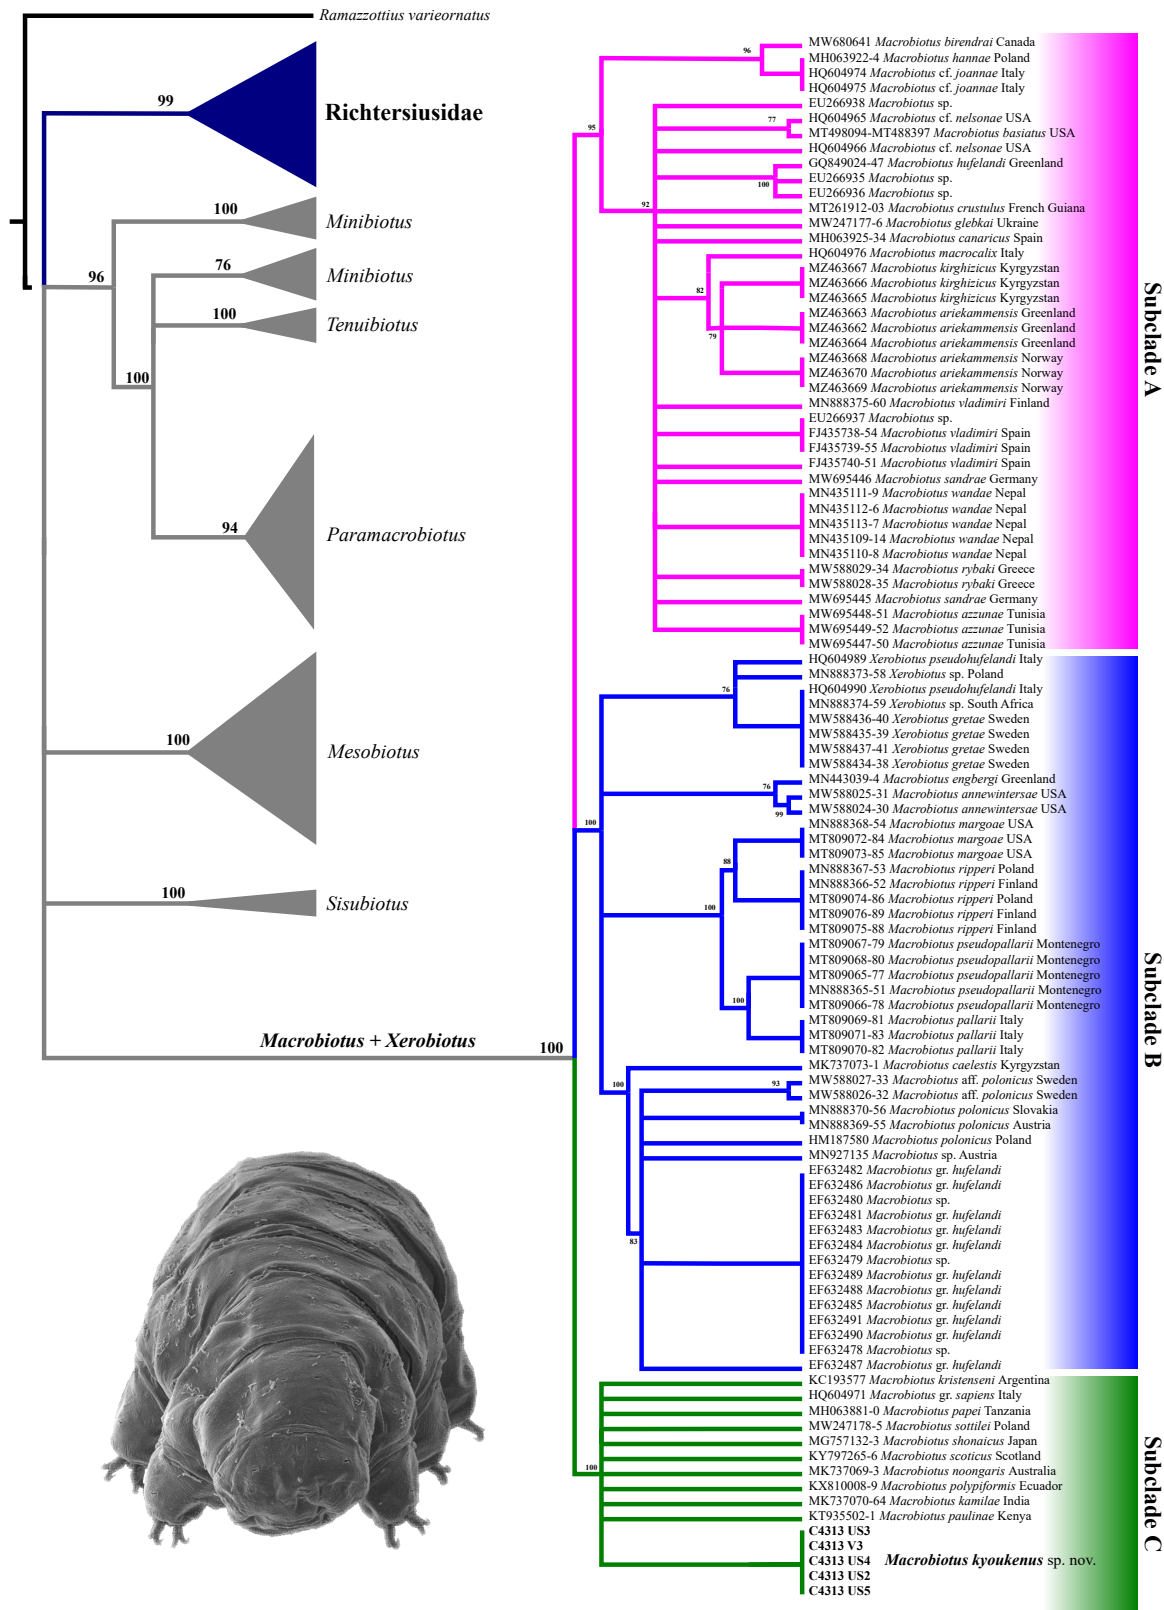 Ramazzottius varieornatus
99
Richtersiusidae
100
Minibiotus
96
76
Minibiotus
100
Tenuibiotus
100
94
Paramacrobiotus
100
Mesobiotus
100
Sisubiotus
Macrobiotus + Xerobiotus
100
96
MW680641 Macrobiotus birendrai Canada
MH063922-4 Macrobiotus hannae Poland
HQ604974 Macrobiotus cf. joannae Italy
HQ604975 Macrobiotus cf. joannae Italy
95
EU266938 Macrobiotus sp.
77
HQ604965 Macrobiotus cf. nelsonae USA
MT498094-MT488397 Macrobiotus basiatus USA
HQ604966 Macrobiotus cf. nelsonae USA
GQ849024-47 Macrobiotus hufelandi Greenland
100
EU266935 Macrobiotus sp.
EU266936 Macrobiotus sp.
92
MT261912-03 Macrobiotus crustulus French Guiana
MW247177-6 Macrobiotus glebkai Ukraine
MH063925-34 Macrobiotus canaricus Spain
HQ604976 Macrobiotus macrocalix Italy
82
MZ463667 Macrobiotus kirghizicus Kyrgyzstan
MZ463666 Macrobiotus kirghizicus Kyrgyzstan
MZ463665 Macrobiotus kirghizicus Kyrgyzstan
79
MZ463663 Macrobiotus ariekammensis Greenland
MZ463662 Macrobiotus ariekammensis Greenland
MZ463664 Macrobiotus ariekammensis Greenland
MZ463668 Macrobiotus ariekammensis Norway
MZ463670 Macrobiotus ariekammensis Norway
MZ463669 Macrobiotus ariekammensis Norway
MN888375-60 Macrobiotus vladimiri Finland
EU266937 Macrobiotus sp.
FJ435738-54 Macrobiotus vladimiri Spain
FJ435739-55 Macrobiotus vladimiri Spain
FJ435740-51 Macrobiotus vladimiri Spain
MW695446 Macrobiotus sandrae Germany
MN435111-9 Macrobiotus wandae Nepal
MN435112-6 Macrobiotus wandae Nepal
MN435113-7 Macrobiotus wandae Nepal
MN435109-14 Macrobiotus wandae Nepal
MN435110-8 Macrobiotus wandae Nepal
MW588029-34 Macrobiotus rybaki Greece
MW588028-35 Macrobiotus rybaki Greece
MW695445 Macrobiotus sandrae Germany
MW695448-51 Macrobiotus azzunae Tunisia
MW695449-52 Macrobiotus azzunae Tunisia
MW695447-50 Macrobiotus azzunae Tunisia
Subclade A
100
76
HQ604989 Xerobiotus pseudohufelandi Italy
MN888373-58 Xerobiotus sp. Poland
HQ604990 Xerobiotus pseudohufelandi Italy
MN888374-59 Xerobiotus sp. South Africa
MW588436-40 Xerobiotus gretae Sweden
MW588435-39 Xerobiotus gretae Sweden
MW588437-41 Xerobiotus gretae Sweden
MW588434-38 Xerobiotus gretae Sweden
76
MN443039-4 Macrobiotus engbergi Greenland
99
MW588025-31 Macrobiotus annewintersae USA
MW588024-30 Macrobiotus annewintersae USA
100
88
MN888368-54 Macrobiotus margoae USA
MT809072-84 Macrobiotus margoae USA
MT809073-85 Macrobiotus margoae USA
MN888367-53 Macrobiotus ripperi Poland
MN888366-52 Macrobiotus ripperi Finland
MT809074-86 Macrobiotus ripperi Poland
MT809076-89 Macrobiotus ripperi Finland
MT809075-88 Macrobiotus ripperi Finland
100
MT809067-79 Macrobiotus pseudopallarii Montenegro
MT809068-80 Macrobiotus pseudopallarii Montenegro
MT809065-77 Macrobiotus pseudopallarii Montenegro
MN888365-51 Macrobiotus pseudopallarii Montenegro
MT809066-78 Macrobiotus pseudopallarii Montenegro
MT809069-81 Macrobiotus pallarii Italy
MT809071-83 Macrobiotus pallarii Italy
MT809070-82 Macrobiotus pallarii Italy
100
MK737073-1 Macrobiotus caelestis Kyrgyzstan
93
MW588027-33 Macrobiotus aff. polonicus Sweden
MW588026-32 Macrobiotus aff. polonicus Sweden
MN888370-56 Macrobiotus polonicus Slovakia
MN888369-55 Macrobiotus polonicus Austria
HM187580 Macrobiotus polonicus Poland
MN927135 Macrobiotus sp. Austria
83
EF632482 Macrobiotus gr. hufelandi
EF632486 Macrobiotus gr. hufelandi
EF632480 Macrobiotus sp.
EF632481 Macrobiotus gr. hufelandi
EF632483 Macrobiotus gr. hufelandi
EF632484 Macrobiotus gr. hufelandi
EF632479 Macrobiotus sp.
EF632489 Macrobiotus gr. hufelandi
EF632488 Macrobiotus gr. hufelandi
EF632485 Macrobiotus gr. hufelandi
EF632491 Macrobiotus gr. hufelandi
EF632490 Macrobiotus gr. hufelandi
EF632478 Macrobiotus sp.
EF632487 Macrobiotus gr. hufelandi
Subclade B
100
KC193577 Macrobiotus kristenseni Argentina
HQ604971 Macrobiotus gr. sapiens Italy
MH063881-0 Macrobiotus papei Tanzania
MW247178-5 Macrobiotus sottilei Poland
MG757132-3 Macrobiotus shonaicus Japan
KY797265-6 Macrobiotus scoticus Scotland
MK737069-3 Macrobiotus noongaris Australia
KX810008-9 Macrobiotus polypiformis Ecuador
MK737070-64 Macrobiotus kamilae India
KT935502-1 Macrobiotus paulinae Kenya
C4313 US3
C4313 V3
C4313 US4 Macrobiotus kyoukenus sp. nov.
C4313 US2
C4313 US5
Subclade C